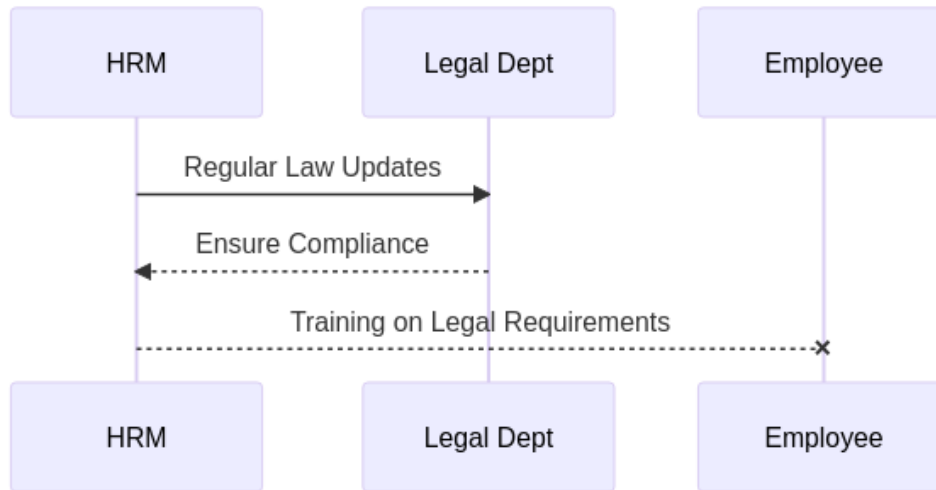 HRM
Legal Dept
Employee
Regular Law Updates
Ensure Compliance
Training on Legal Requirements
HRM
Legal Dept
Employee